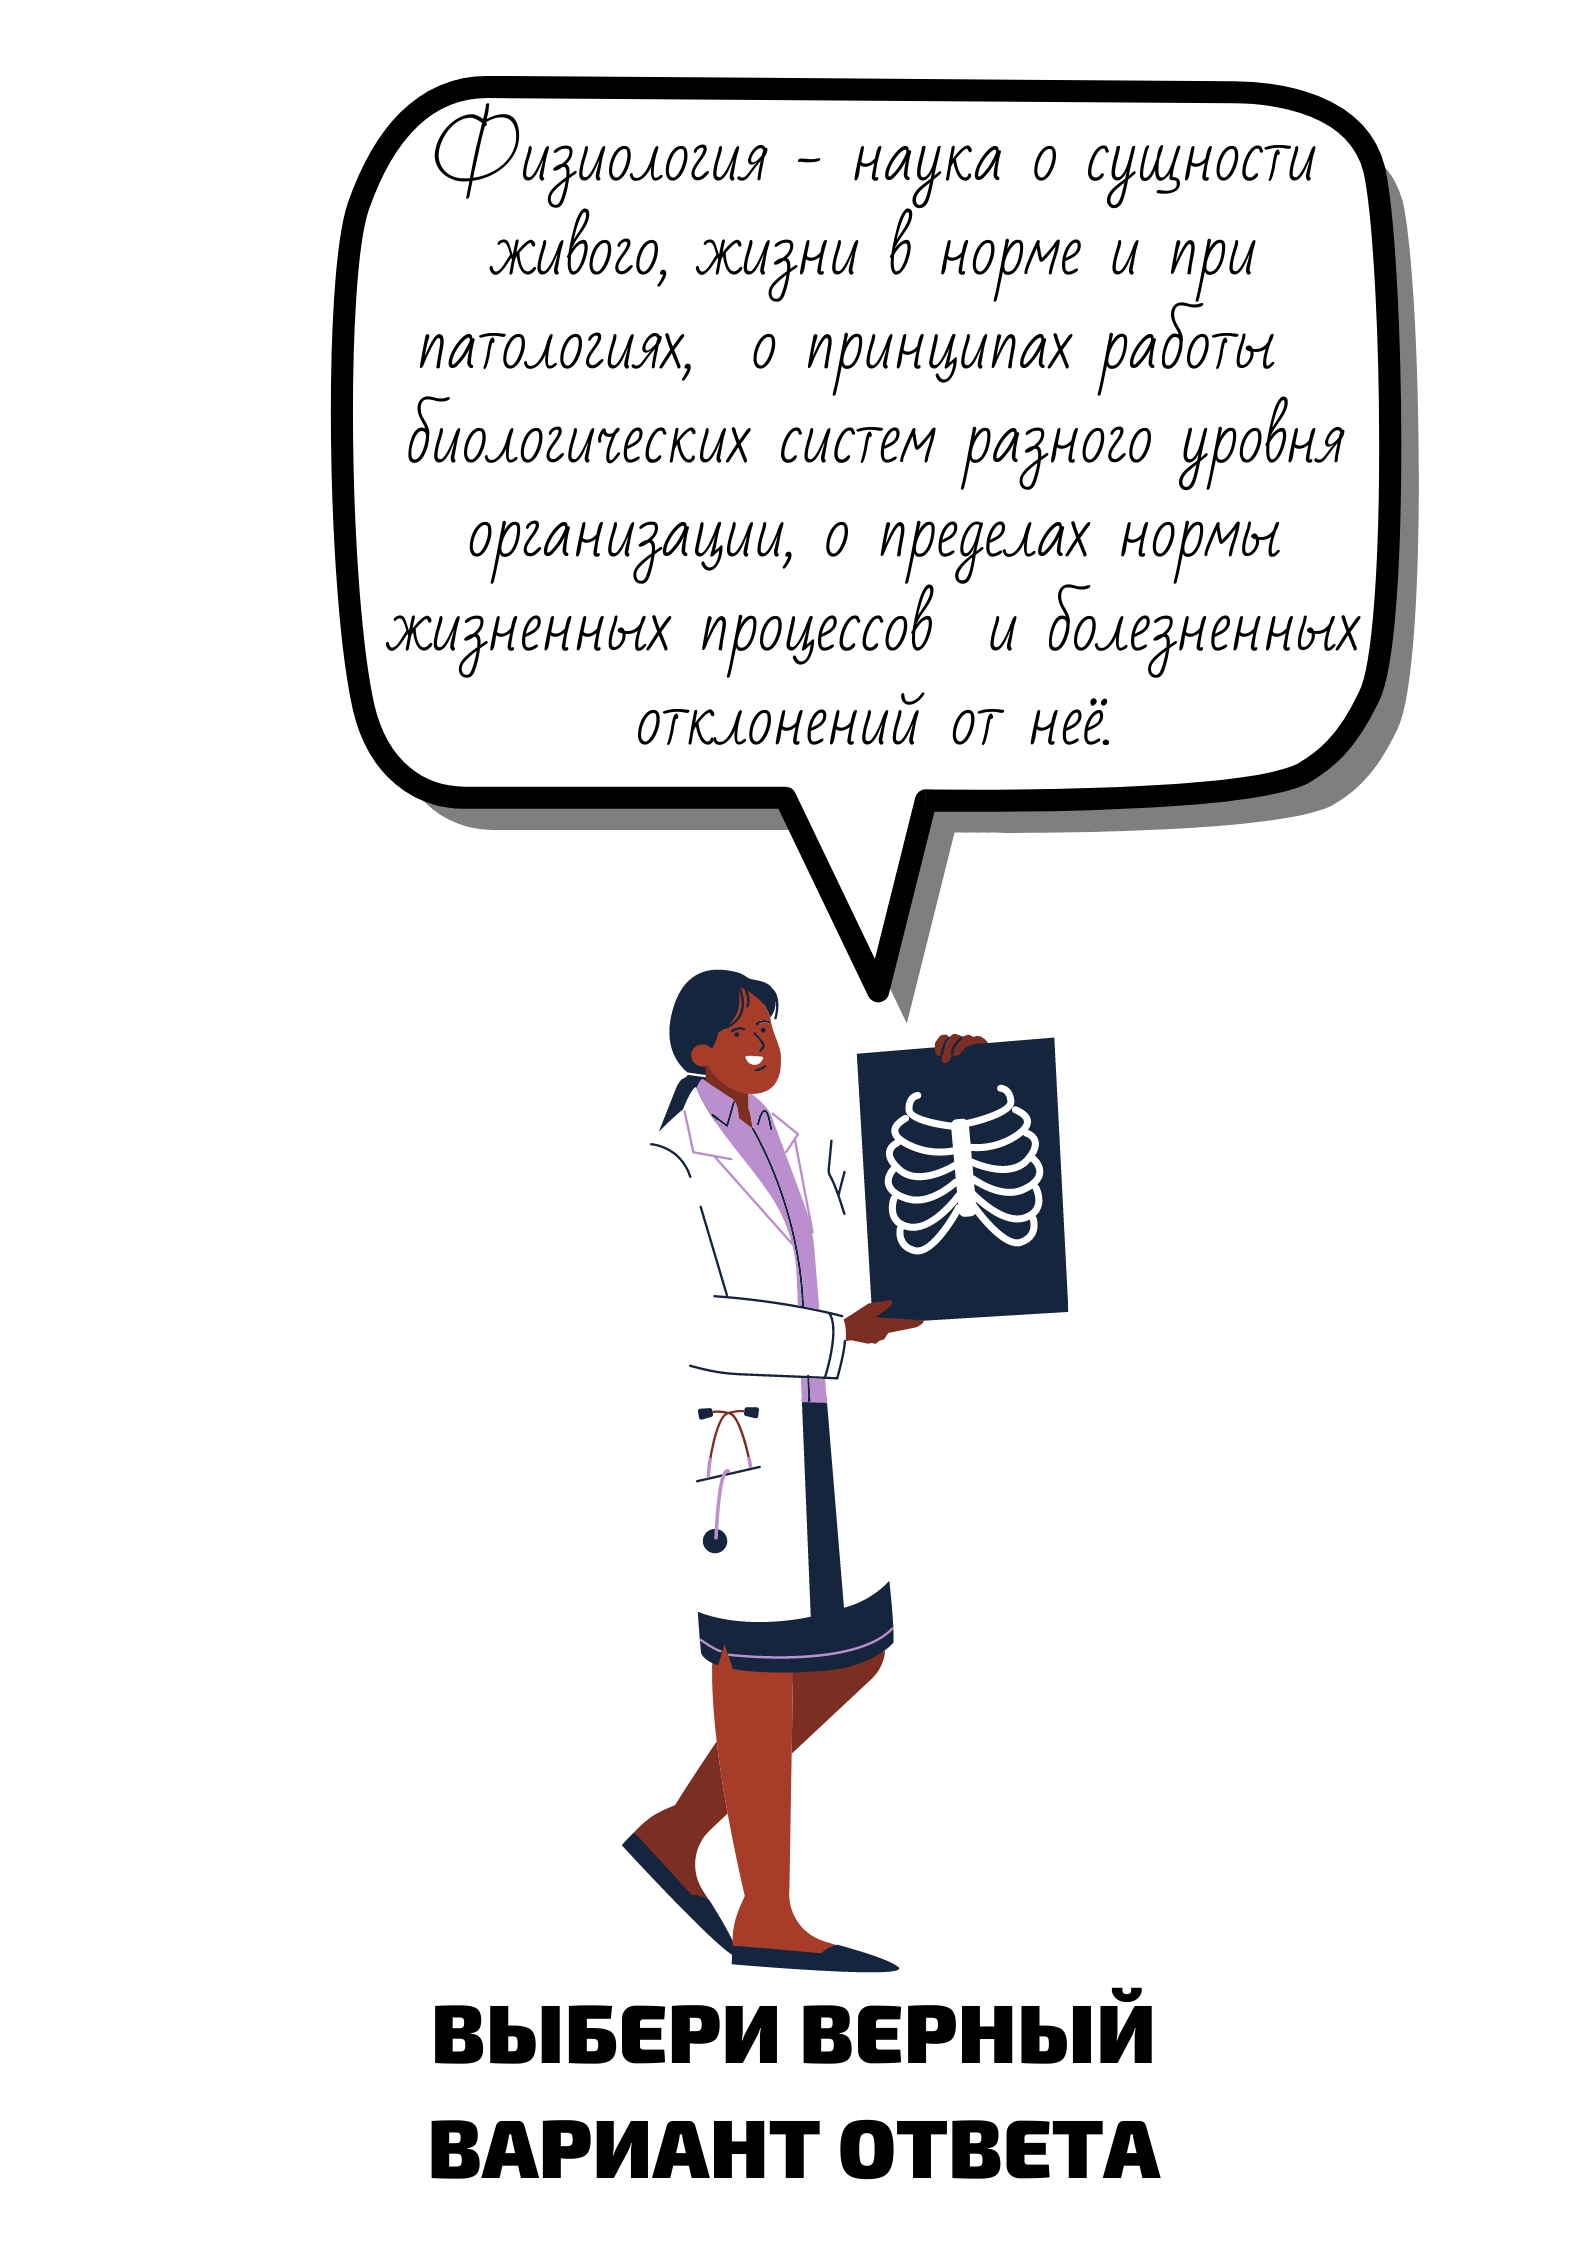 Физиология - наука о сущности
живого, жизни в норме и при
патологиях, о принципах работы
биологических систем разного уровня
организации, о пределах нормы
жизненных процессов и болезненных
отклонений от неё.
ВЫБЕРИ ВЕРНЫЙ
ВАРИАНТ ОТВЕТА